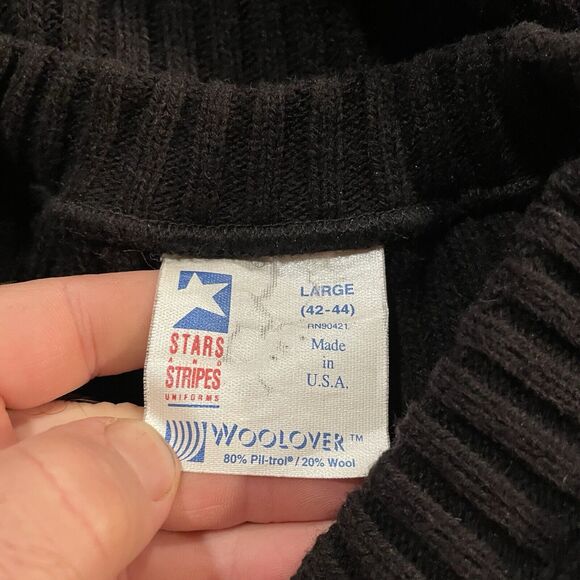 STARS
AND
STRIPES
UNIFORMS
LARGE
(42-44)
RN90421
Made
in
U.S.A.
WOOLOVER™
80% Pil-trol® / 20% Wool